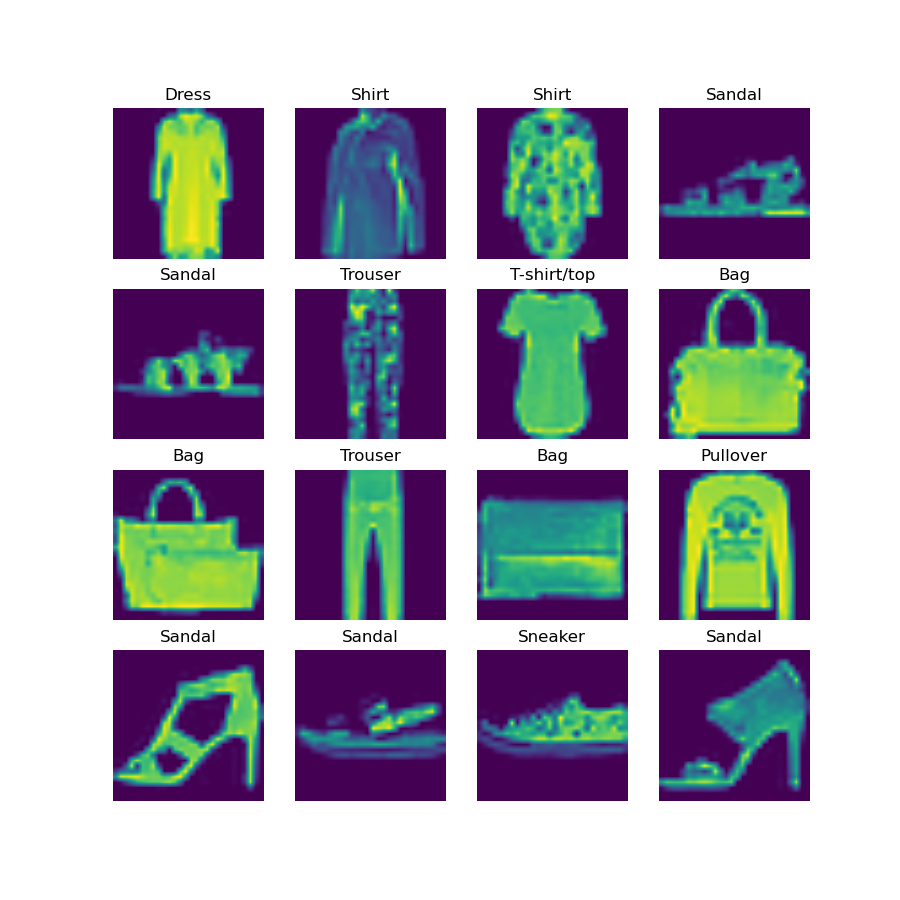 Dress Shirt Shirt Sandal
Sandal Trouser T-shirt/top Bag
Bag Trouser Bag Pullover
Sandal Sandal Sneaker Sandal